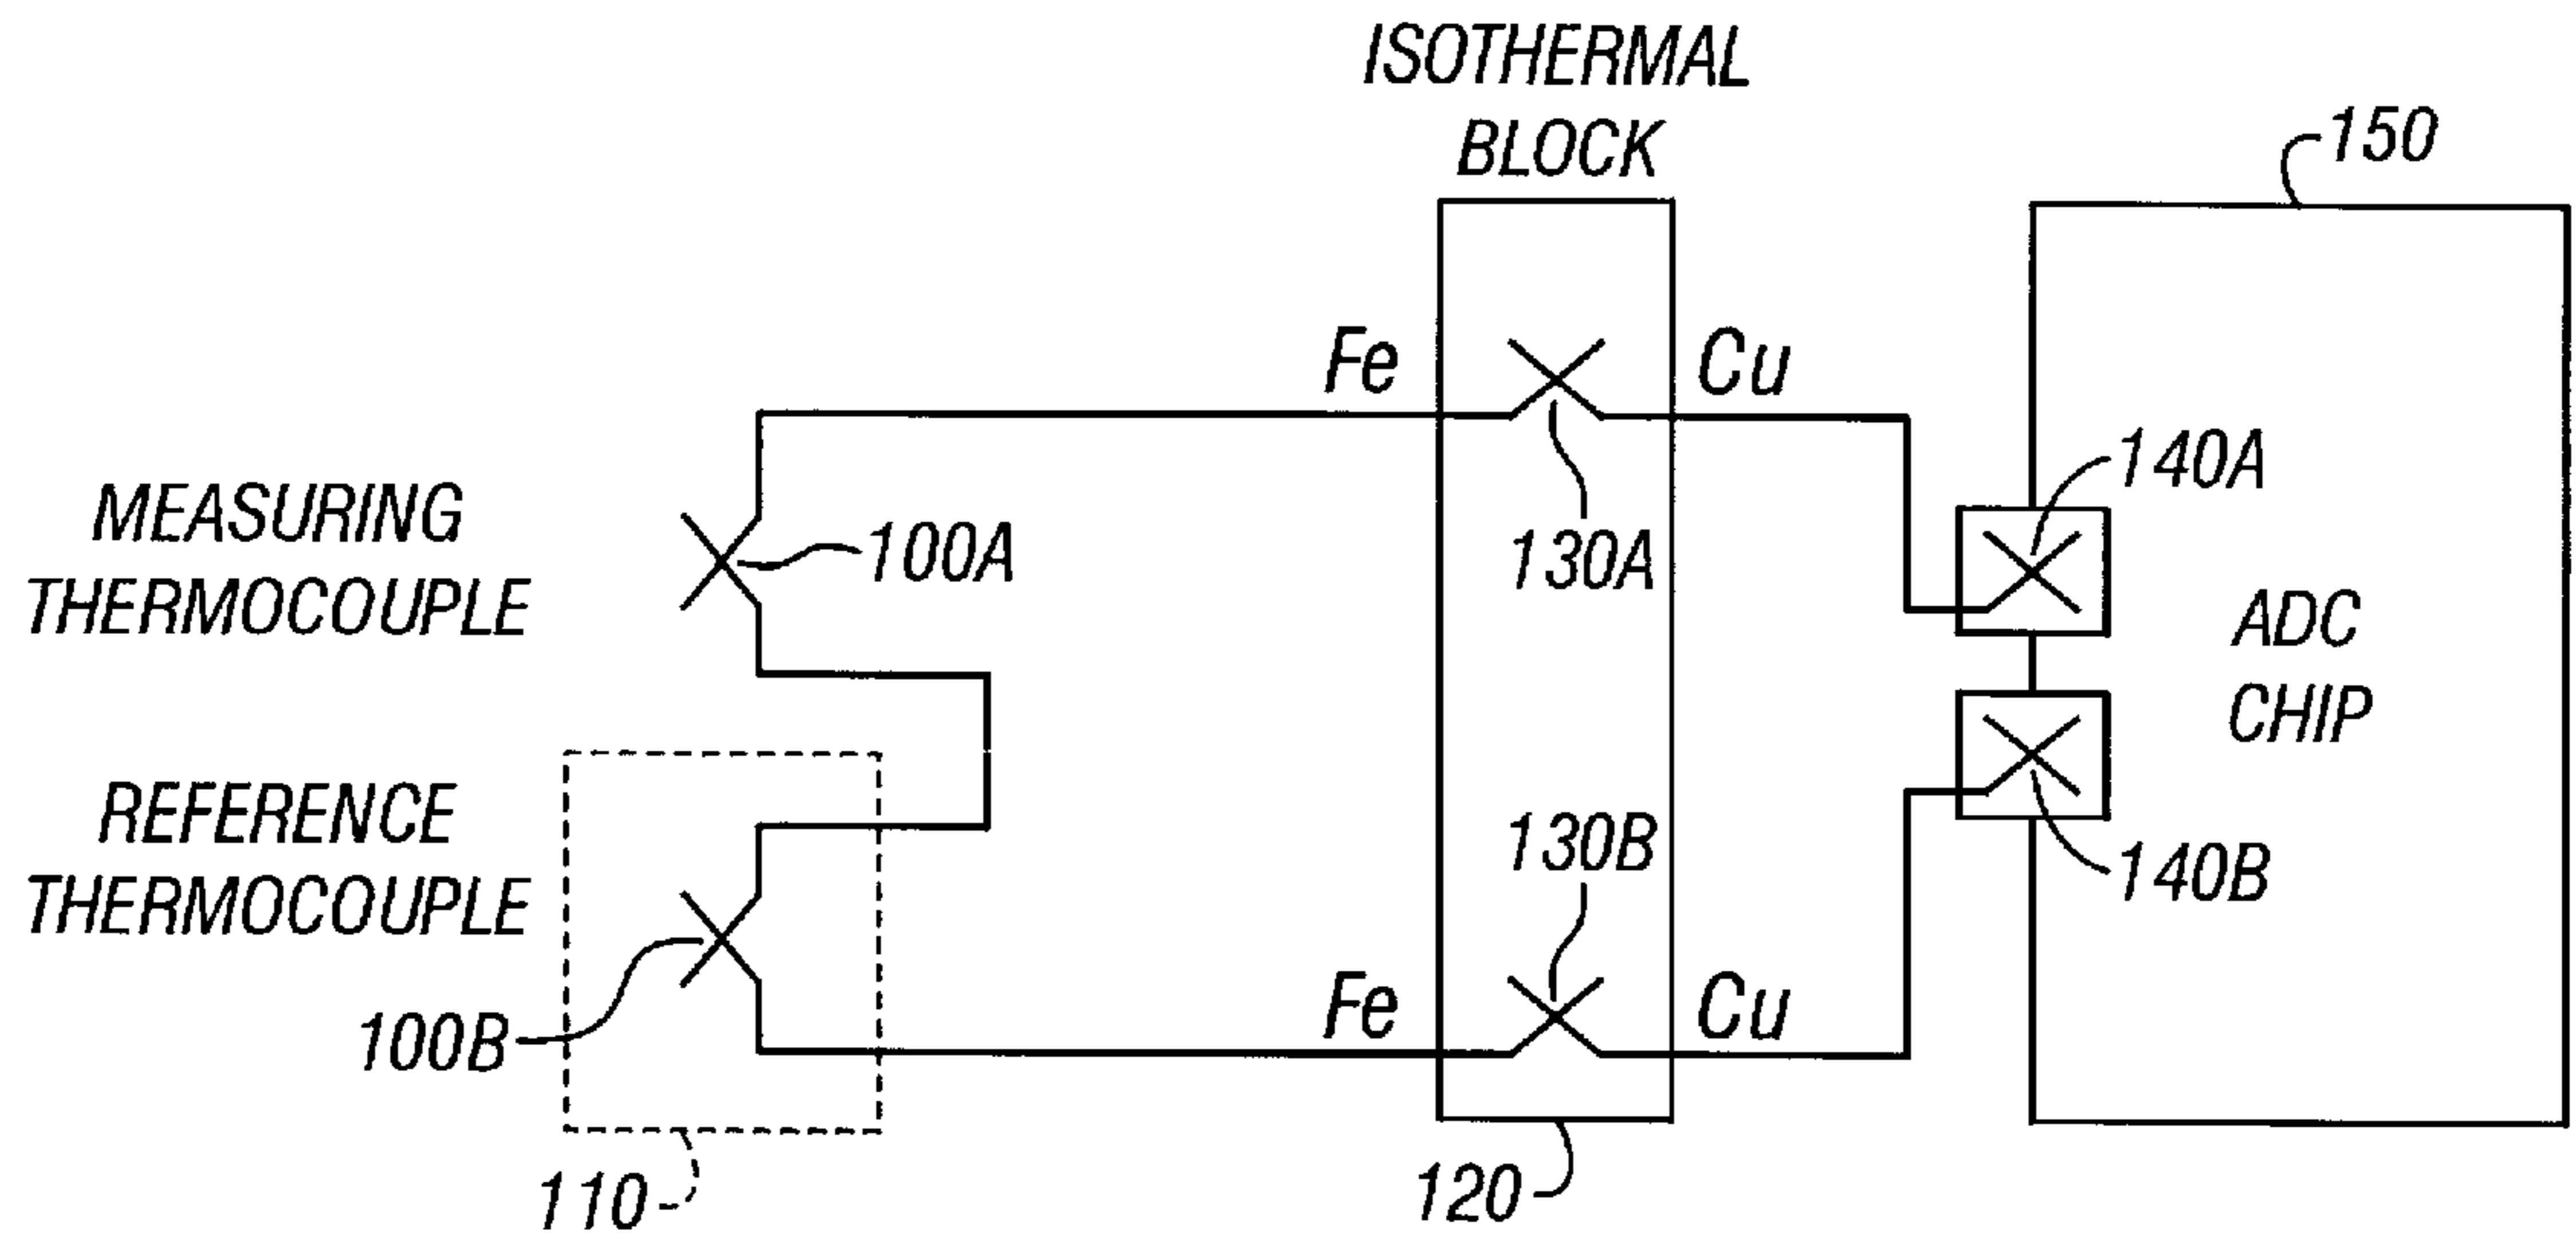 ISOTHERMAL
BLOCK
150
Fe
Cu
140A
MEASURING
THERMOCOUPLE
100A
130A
ADC
CHIP
REFERENCE
THERMOCOUPLE
130B
140B
100B
Fe
Cu
110
120